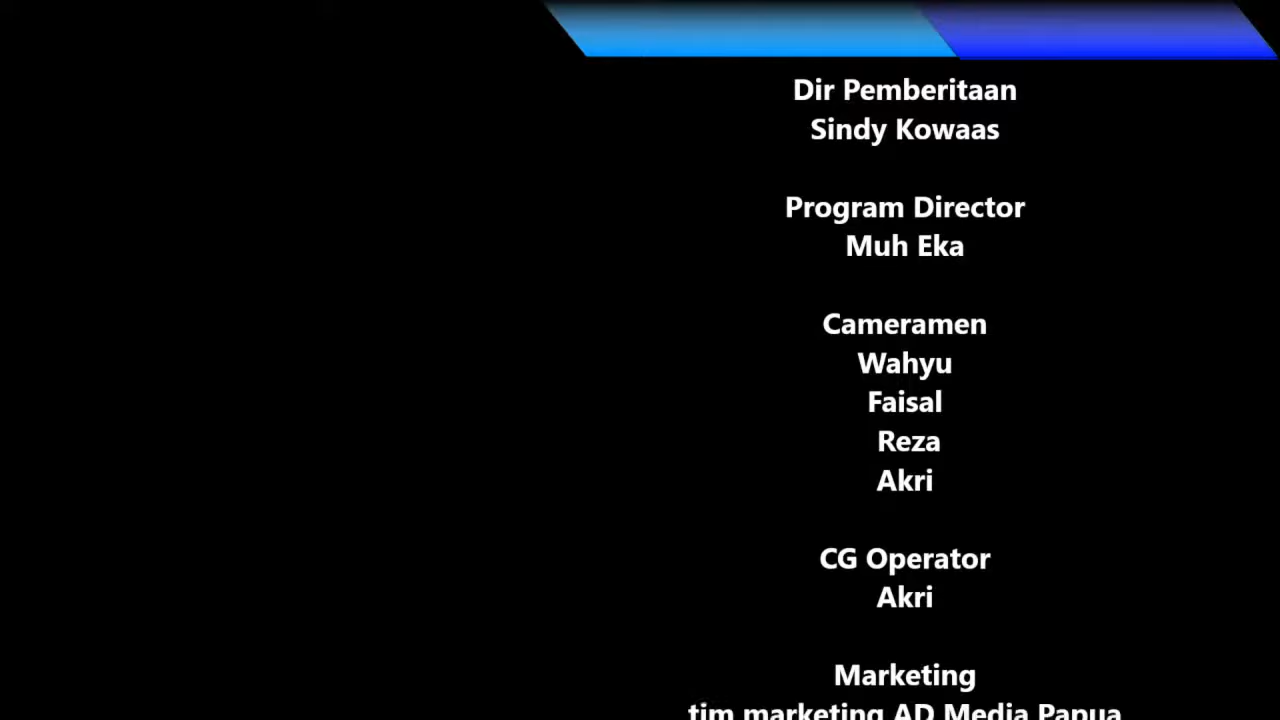 Dir Pemberitaan
Sindy Kowaas
Program Director
Muh Eka
Cameramen
Wahyu
Faisal
Reza
Akri
CG Operator
Akri
Marketing
tim marketing AD Media Papua